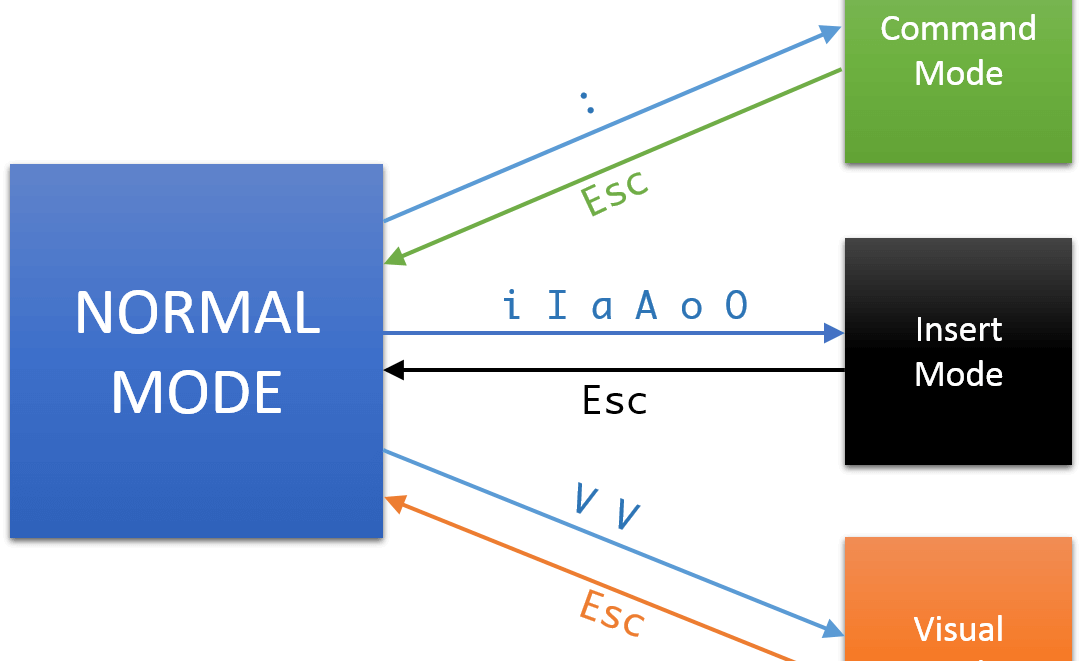 Command
Mode
:
Esc
NORMAL
MODE
i I a A o O
Insert
Mode
Esc
V V
Esc
Visual